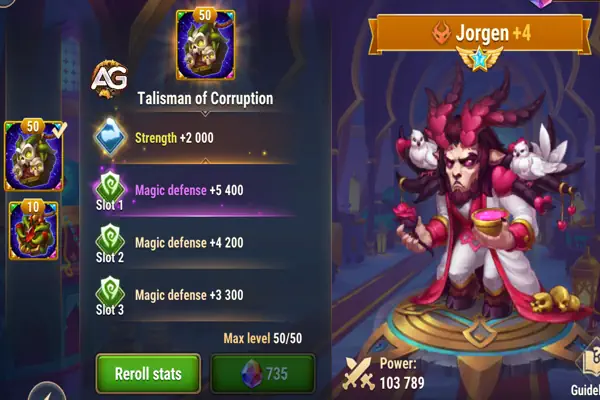 50
Jorgen +4
AG
Talisman of Corruption
50
Strength +2 000
Magic defense +5 400
Slot 1
10
Magic defense +4 200
Slot 2
Magic defense +3 300
Slot 3
Max level 50/50
Reroll stats
735
Power:
103 789